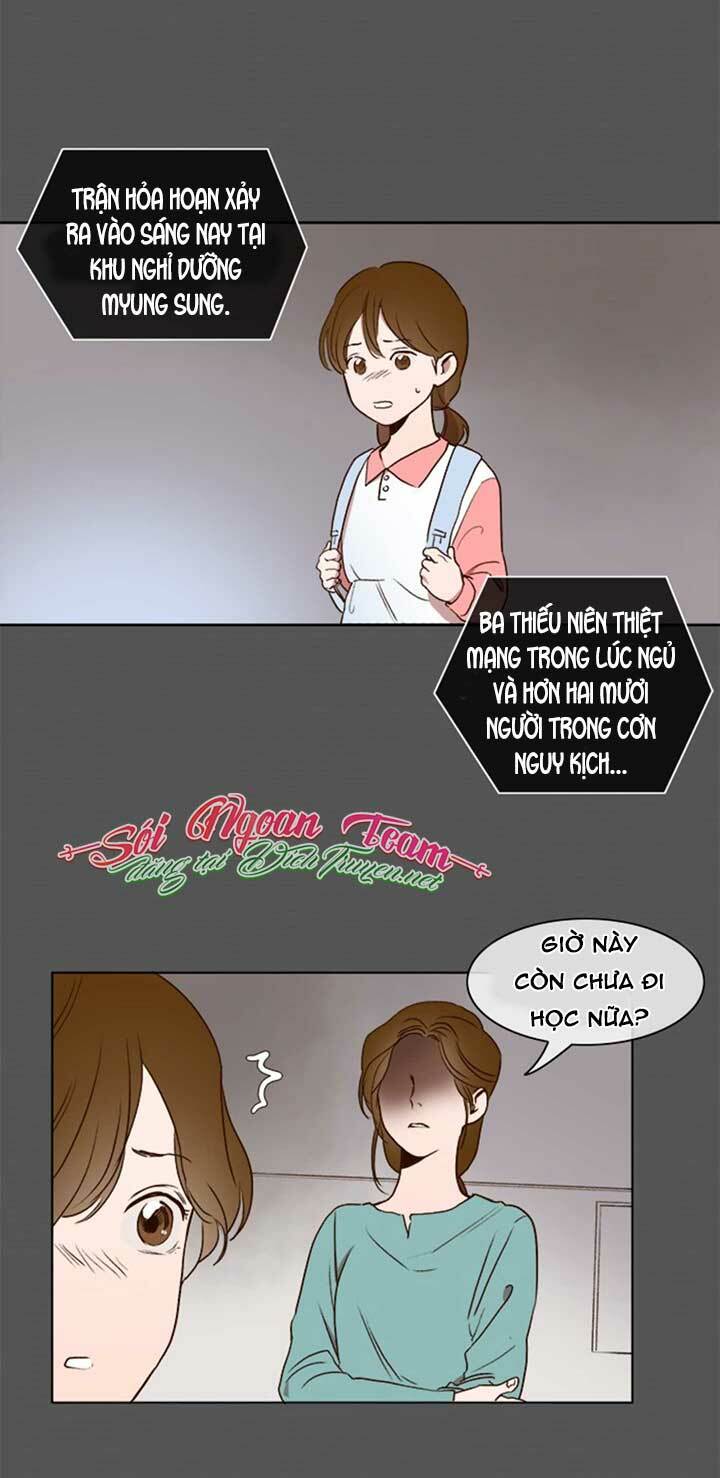 TRẬN HỎA HOẠN XẢY
RA VÀO SÁNG NAY TẠI
KHU NGHỈ DƯỠNG
MYUNG SUNG.
BA THIẾU NIÊN THIỆT
MẠNG TRONG LÚC NGỦ
VÀ HƠN HAI MƯƠI
NGƯỜI TRONG CƠN
NGUY KỊCH...
Sói Ngoan Team
đăng tại DichTruyen.net
GIỜ NÀY
CÒN CHƯA ĐI
HỌC NỮA?